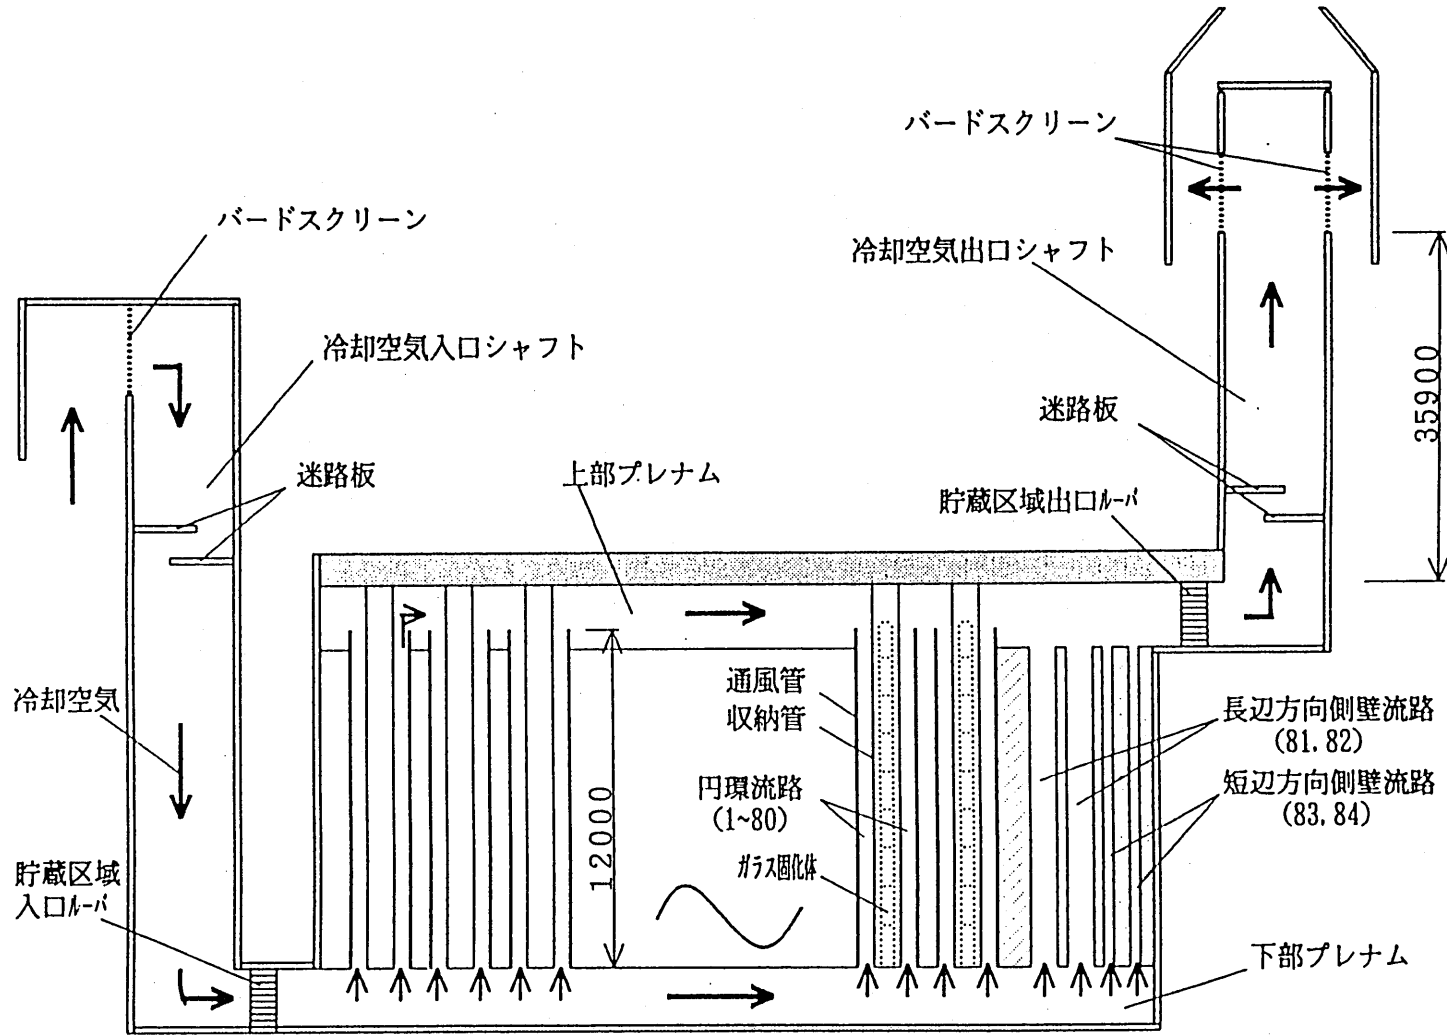 バードスクリーン
バードスクリーン
冷却空気出口シャフト
冷却空気入口シャフト
35900
迷路板
迷路板
上部プレナム
貯蔵区域出口ルーバ
冷却空気
通風管
収納管
長辺方向側壁流路
(81.82)
円環流路
(1~80)
短辺方向側壁流路
(83.84)
12000
ガラス固化体
貯蔵区域
入口ルーバ
下部プレナム